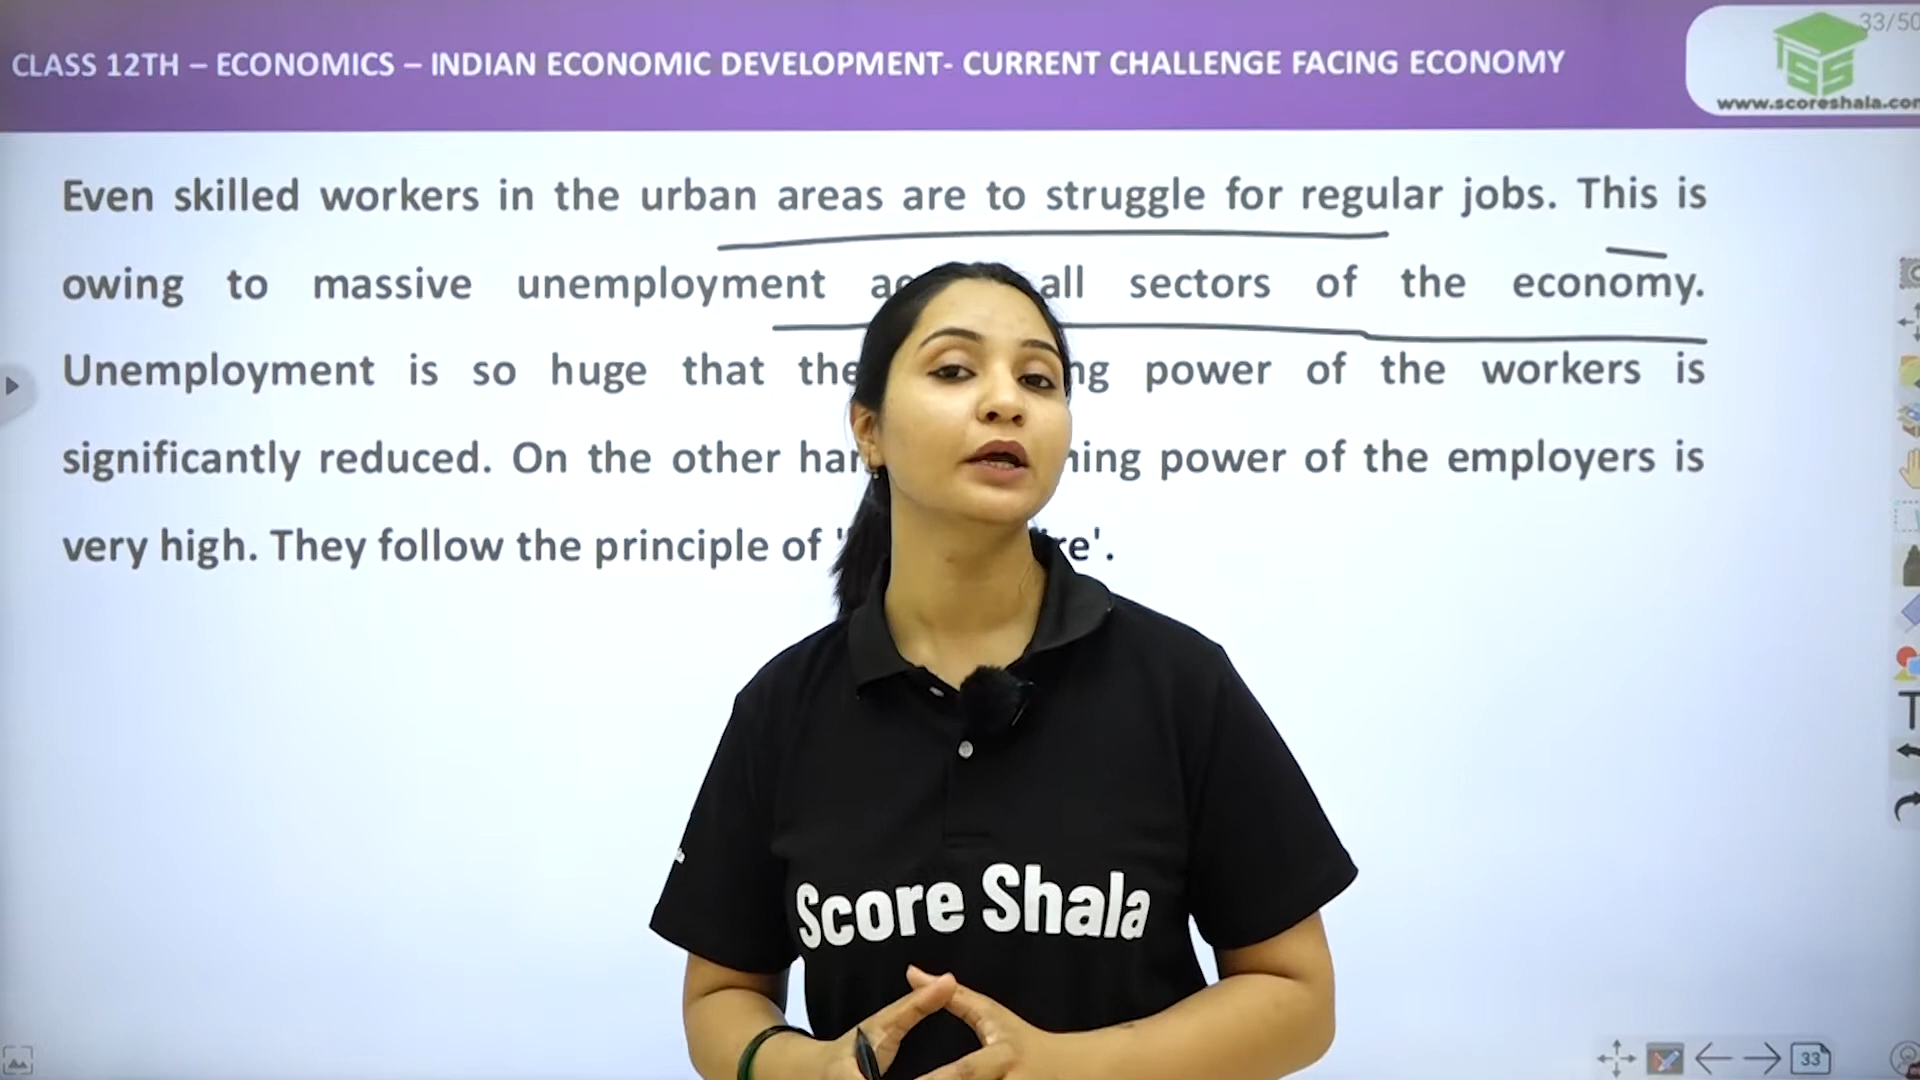 CLASS 12TH – ECONOMICS – INDIAN ECONOMIC DEVELOPMENT- CURRENT CHALLENGE FACING ECONOMY
33/50
SS
www.scoreshala.com
Even skilled workers in the urban areas are to struggle for regular jobs. This is
owing to massive unemployment all sectors of the economy.
Unemployment is so huge that the power of the workers is
significantly reduced. On the other power of the employers is
very high. They follow the principle of
Score Shala
T
33